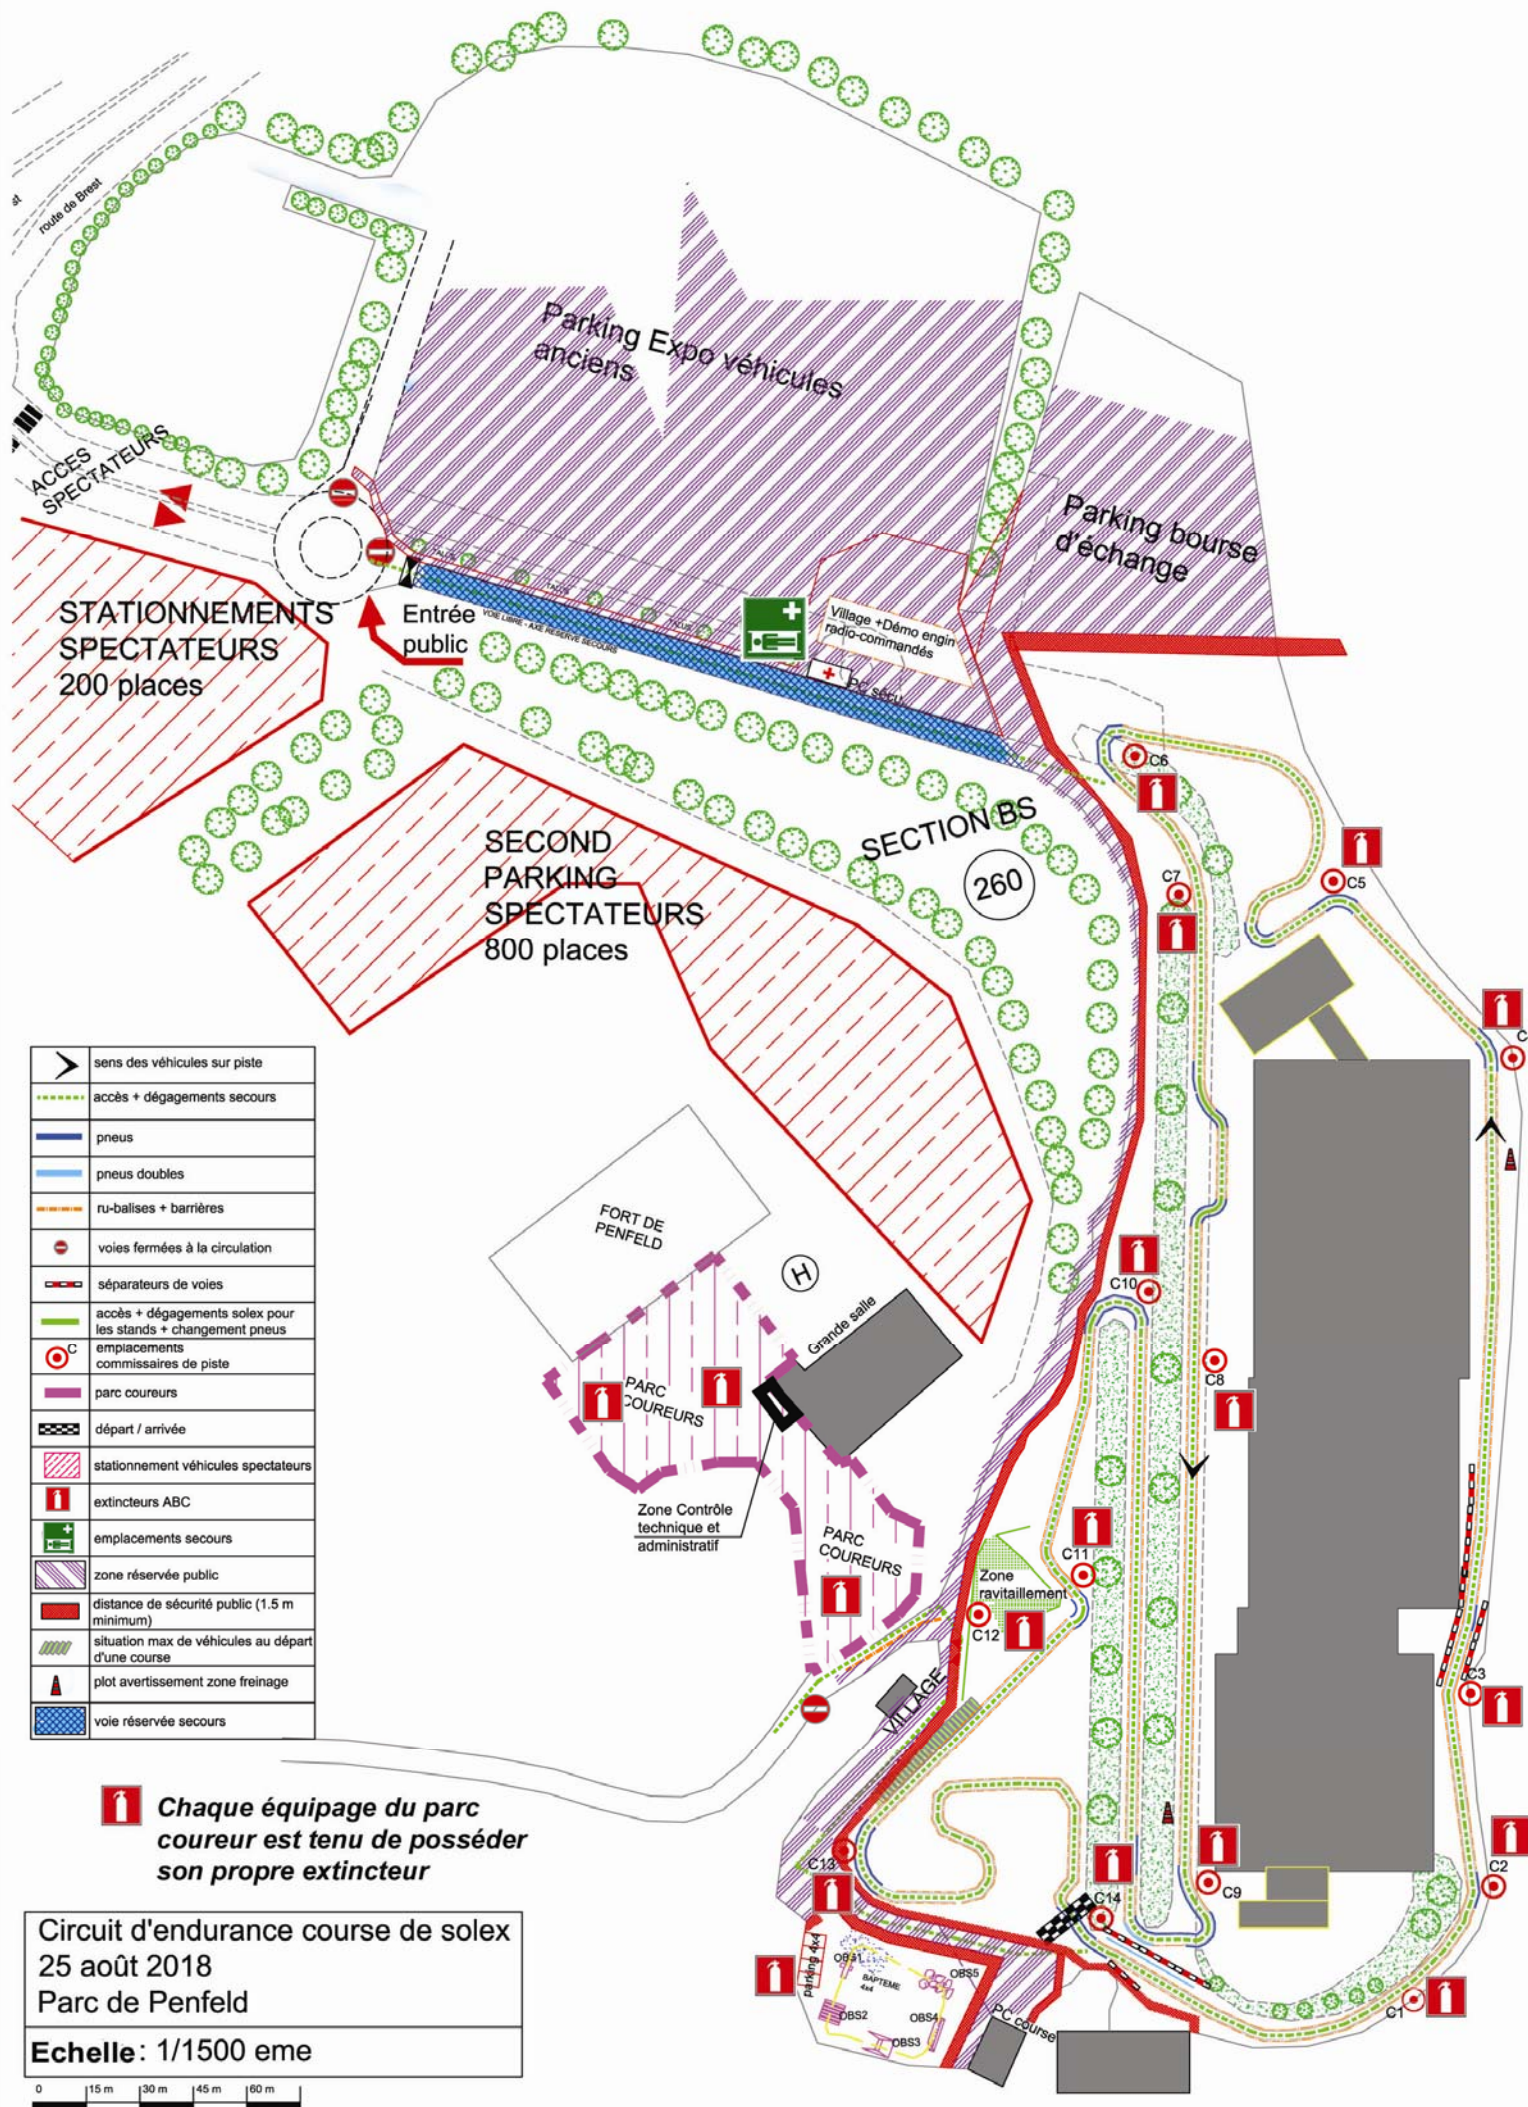 st
route de Brest
ACCES
SPECTATEURS
Parking Expo véhicules
anciens
Parking bourse
d'échange
TALUS
TALUS
TALUS
VOIE LIBRE - AXE RESERVE SECOURS
Village +Démo engin
radio-commandés
PC sécu
Entrée
public
STATIONNEMENTS
SPECTATEURS
200 places
C6
SECTION BS
260
SECOND
PARKING
SPECTATEURS
800 places
C7
C5
C
FORT DE
PENFELD
H
Grande salle
C10
C8
PARC
COUREURS
Zone Contrôle
technique et
administratif
PARC
COUREURS
C11
Zone
ravitaillement
C12
C3
VILLAGE
C13
C14
C9
C2
C1
parking 4x4
OBS1
BAPTEME
4x4
OBS5
OBS2
OBS4
OBS3
PC course
sens des véhicules sur piste
accès + dégagements secours
pneus
pneus doubles
ru-balises + barrières
voies fermées à la circulation
séparateurs de voies
accès + dégagements solex pour
les stands + changement pneus
C
emplacements
commissaires de piste
parc coureurs
départ / arrivée
stationnement véhicules spectateurs
extincteurs ABC
emplacements secours
zone réservée public
distance de sécurité public (1.5 m
minimum)
situation max de véhicules au départ
d'une course
plot avertissement zone freinage
voie réservée secours
Chaque équipage du parc
coureur est tenu de posséder
son propre extincteur
Circuit d'endurance course de solex
25 août 2018
Parc de Penfeld
Echelle: 1/1500 eme
0 15 m 30 m 45 m 60 m